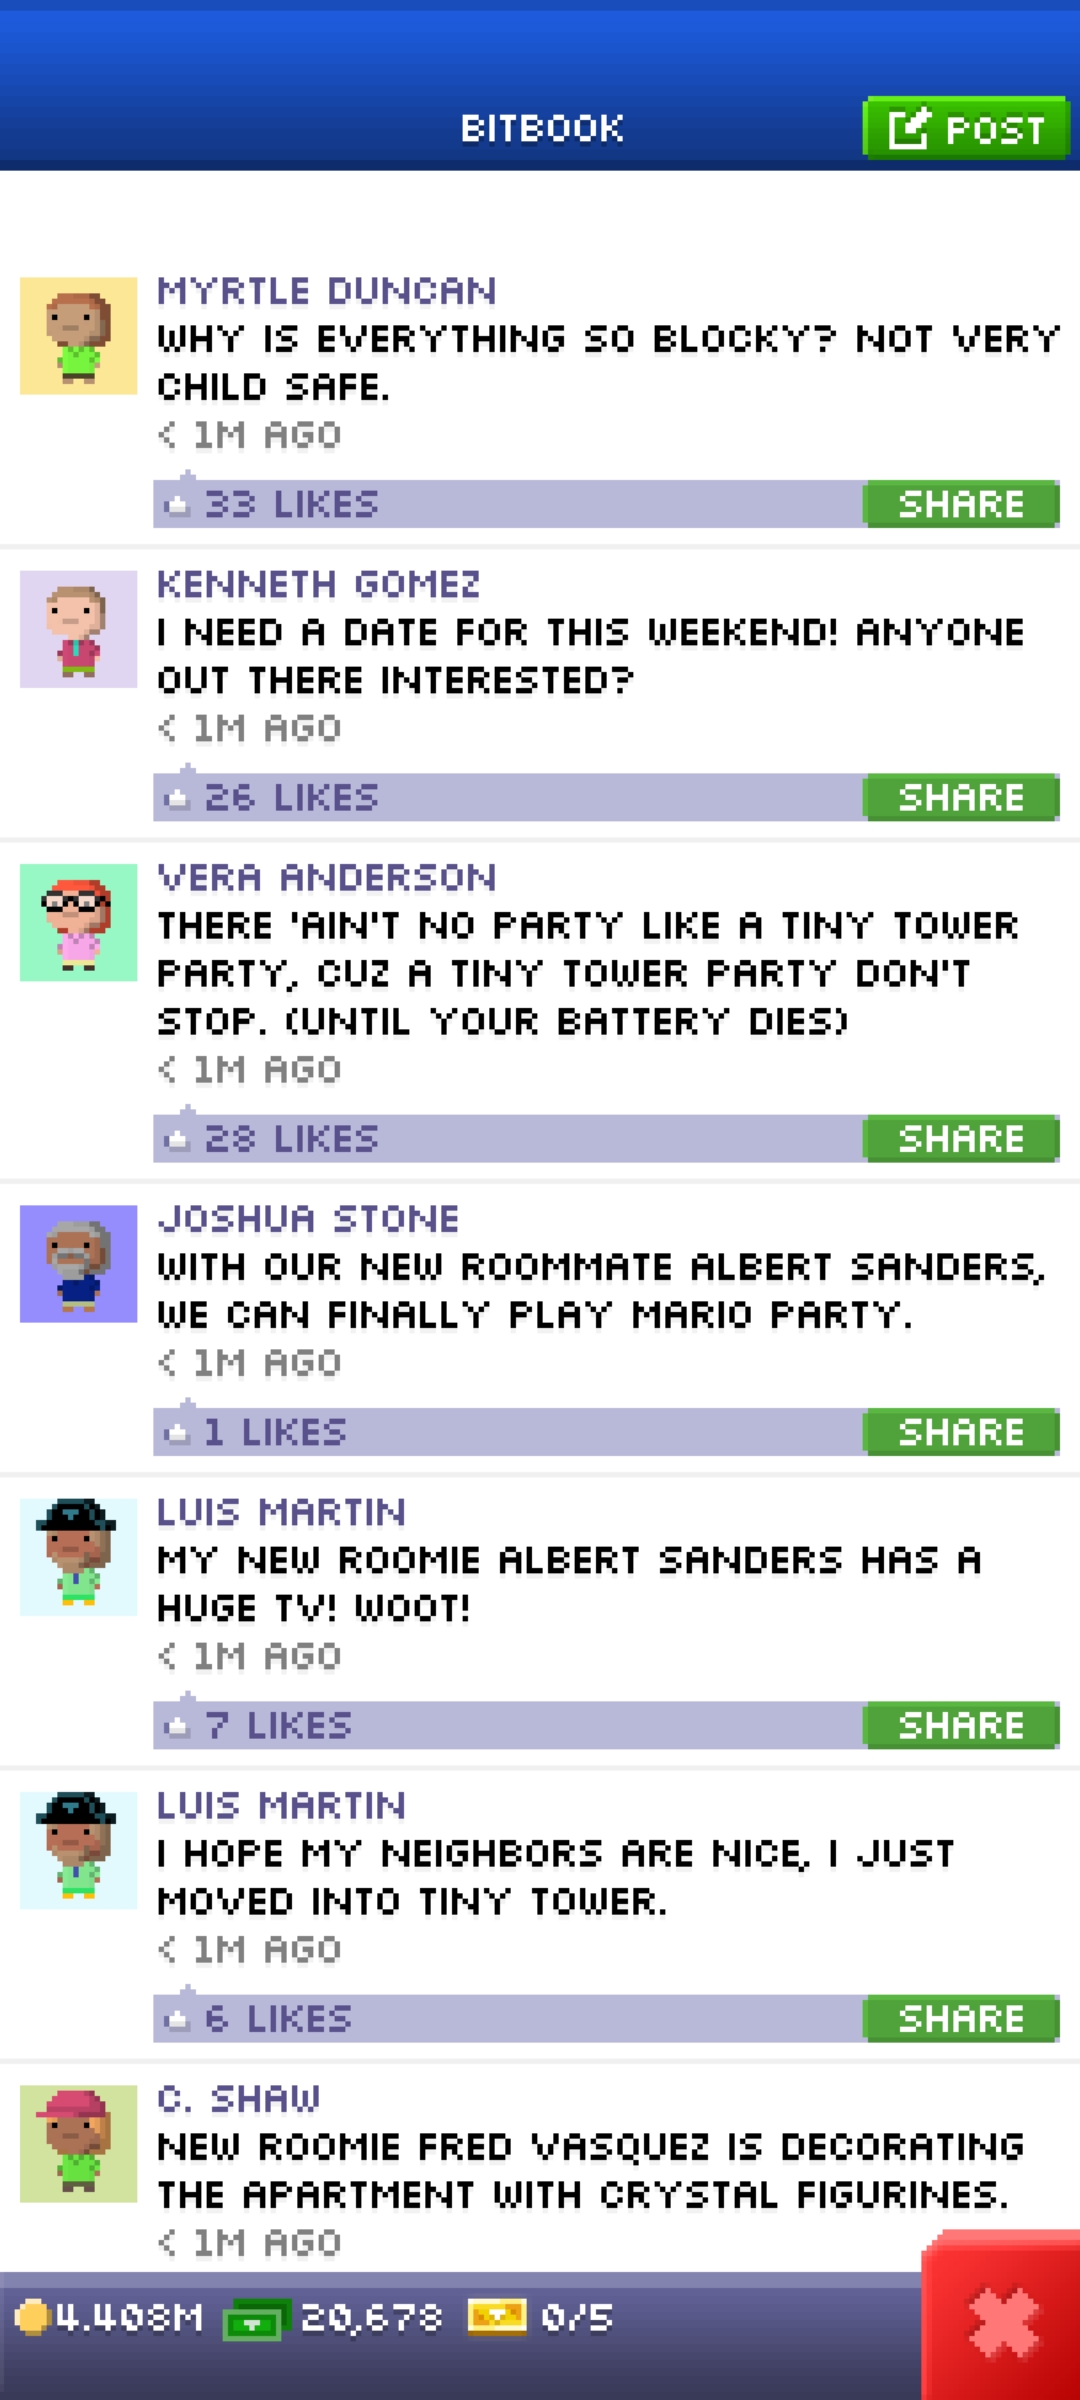 BITBOOK
POST
MYRTLE DUNCAN
WHY IS EVERYTHING SO BLOCKY? NOT VERY
CHILD SAFE.
< 1M AGO
33 LIKES
SHARE
KENNETH GOMEZ
I NEED A DATE FOR THIS WEEKEND! ANYONE
OUT THERE INTERESTED?
< 1M AGO
26 LIKES
SHARE
VERA ANDERSON
THERE 'AIN'T NO PARTY LIKE A TINY TOWER
PARTY, CUZ A TINY TOWER PARTY DON'T
STOP. (UNTIL YOUR BATTERY DIES)
< 1M AGO
28 LIKES
SHARE
JOSHUA STONE
WITH OUR NEW ROOMMATE ALBERT SANDERS,
WE CAN FINALLY PLAY MARIO PARTY.
< 1M AGO
1 LIKES
SHARE
LUIS MARTIN
MY NEW ROOMIE ALBERT SANDERS HAS A
HUGE TV! WOOT!
< 1M AGO
7 LIKES
SHARE
LUIS MARTIN
I HOPE MY NEIGHBORS ARE NICE, I JUST
MOVED INTO TINY TOWER.
< 1M AGO
6 LIKES
SHARE
C. SHAW
NEW ROOMIE FRED VASQUEZ IS DECORATING
THE APARTMENT WITH CRYSTAL FIGURINES.
< 1M AGO
4.408M 20,678 0/5